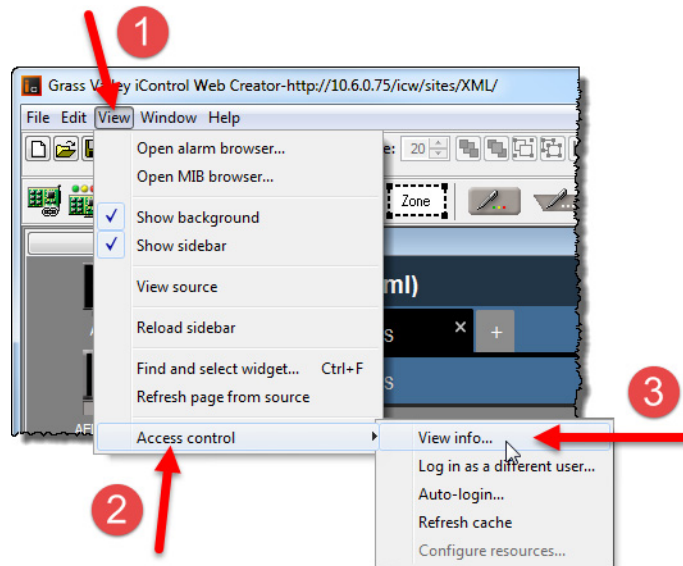 1
Grass Valley iControl Web Creator-http://10.6.0.75/icw/sites/XML/
File Edit View Window Help
Open alarm browser...
e: 20
Open MIB browser...
Zone
Show background
Show sidebar
View source
ml)
Reload sidebar
s × +
Find and select widget... Ctrl+F
s
Refresh page from source
3
Access control
View info...
Log in as a different user...
2
Auto-login...
Refresh cache
Configure resources...